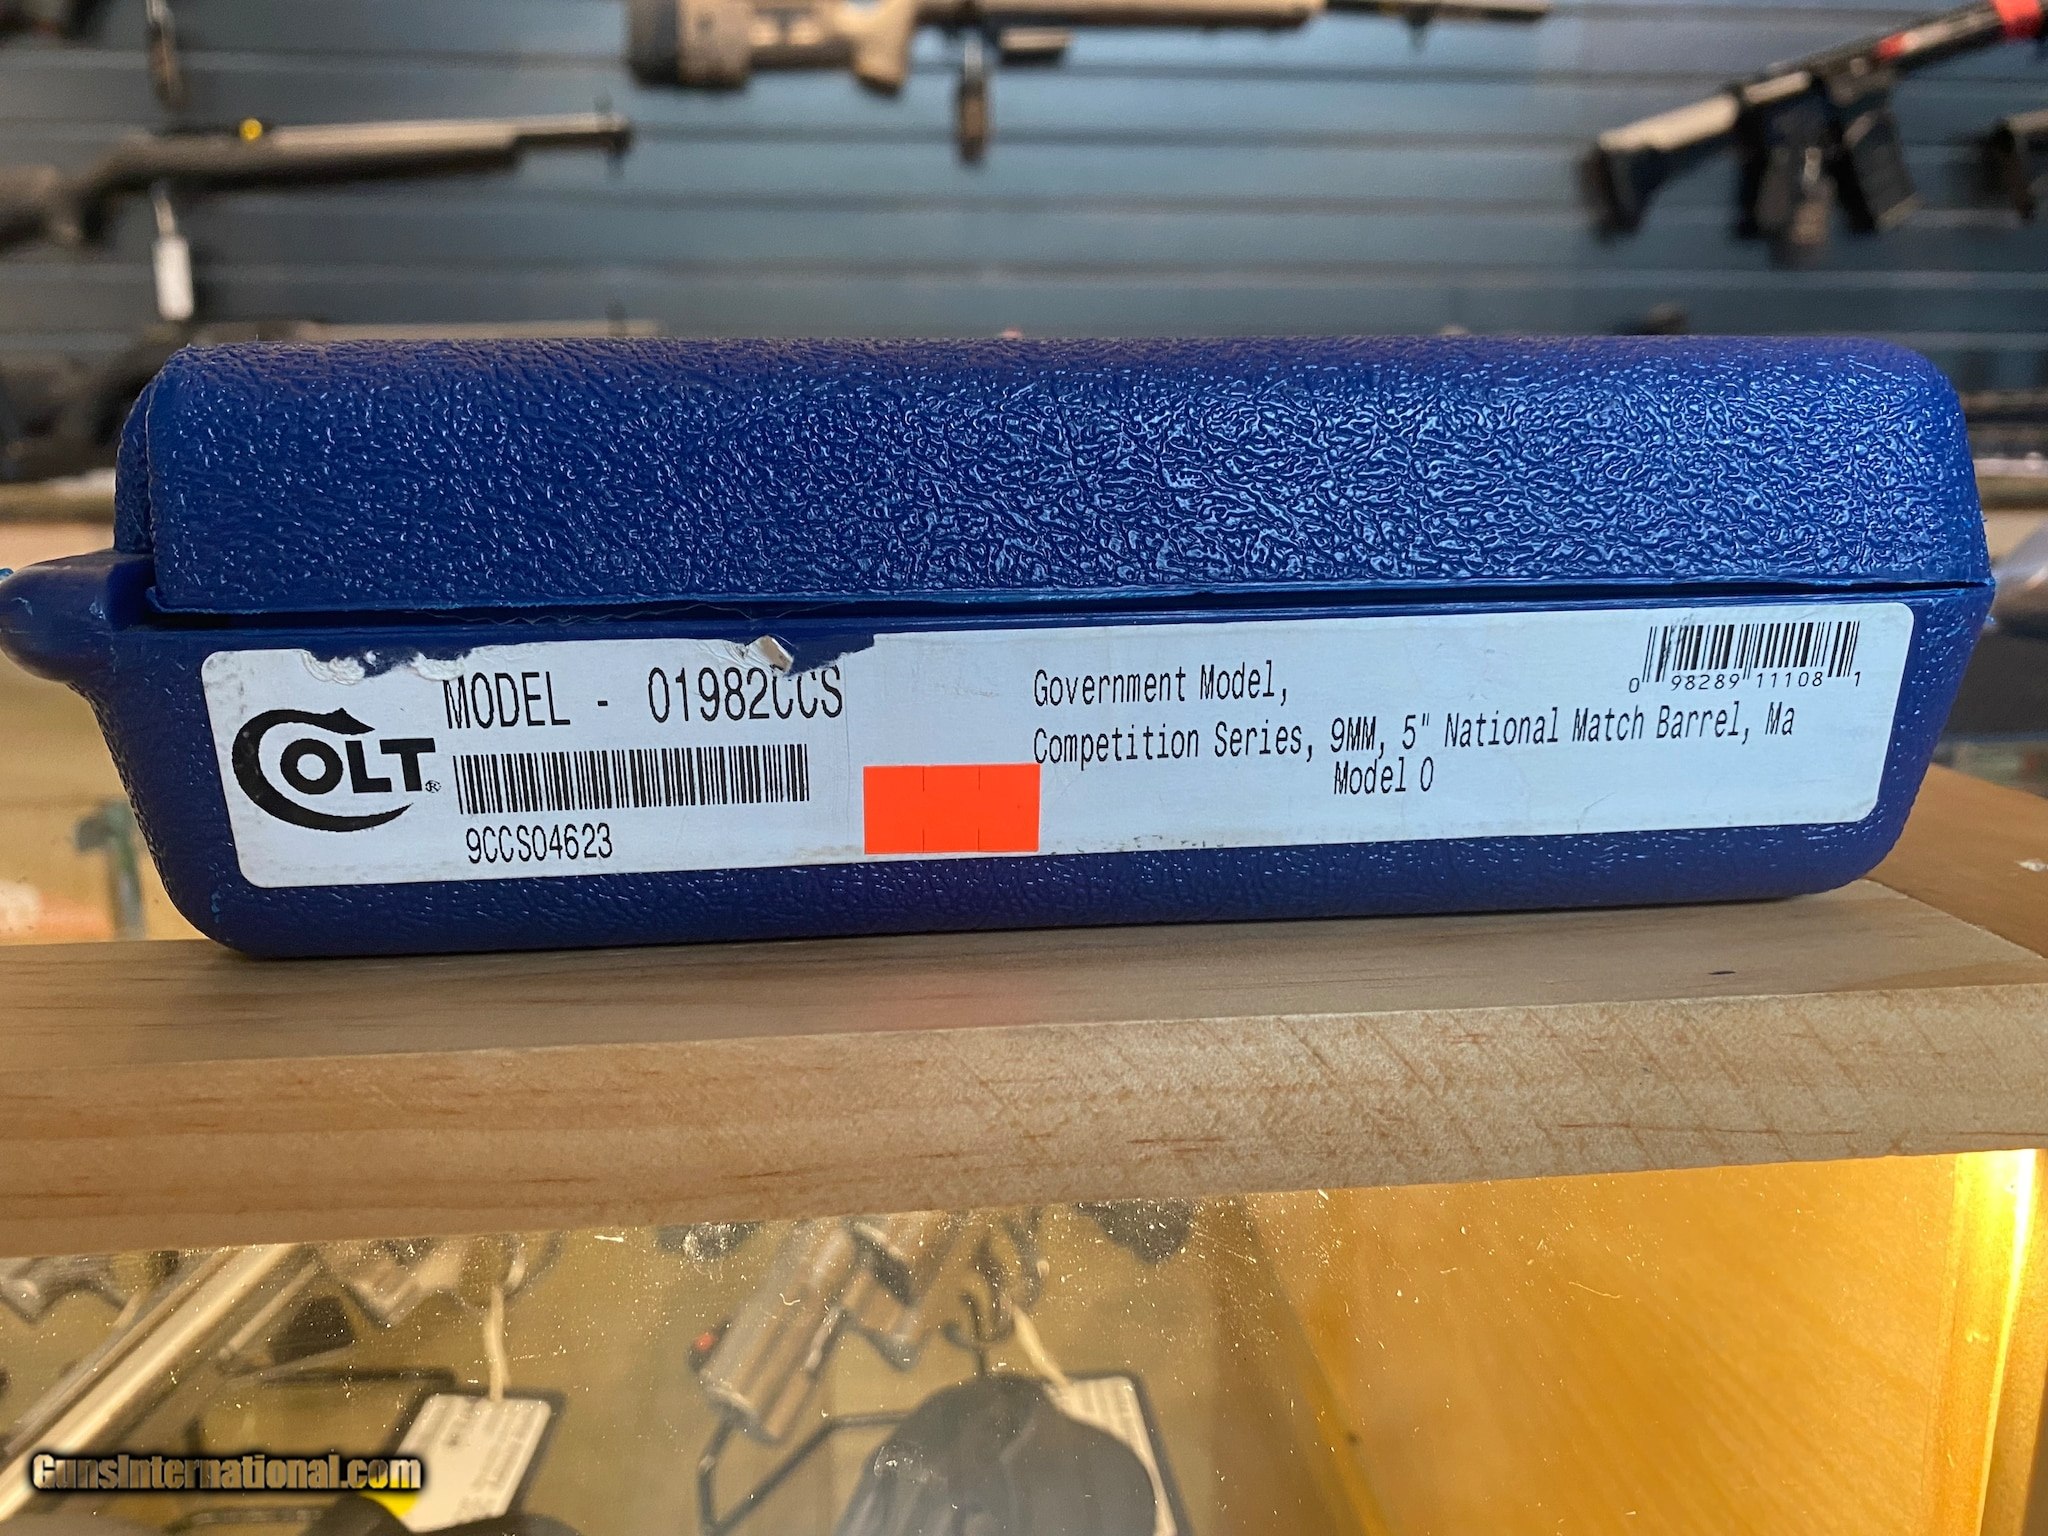 COLT®
MODEL - 01982CCS
9CCS04623
Government Model,
Competition Series, 9MM, 5" National Match Barrel, Ma
Model O
0 98289 11108 1
GunsInternational.com